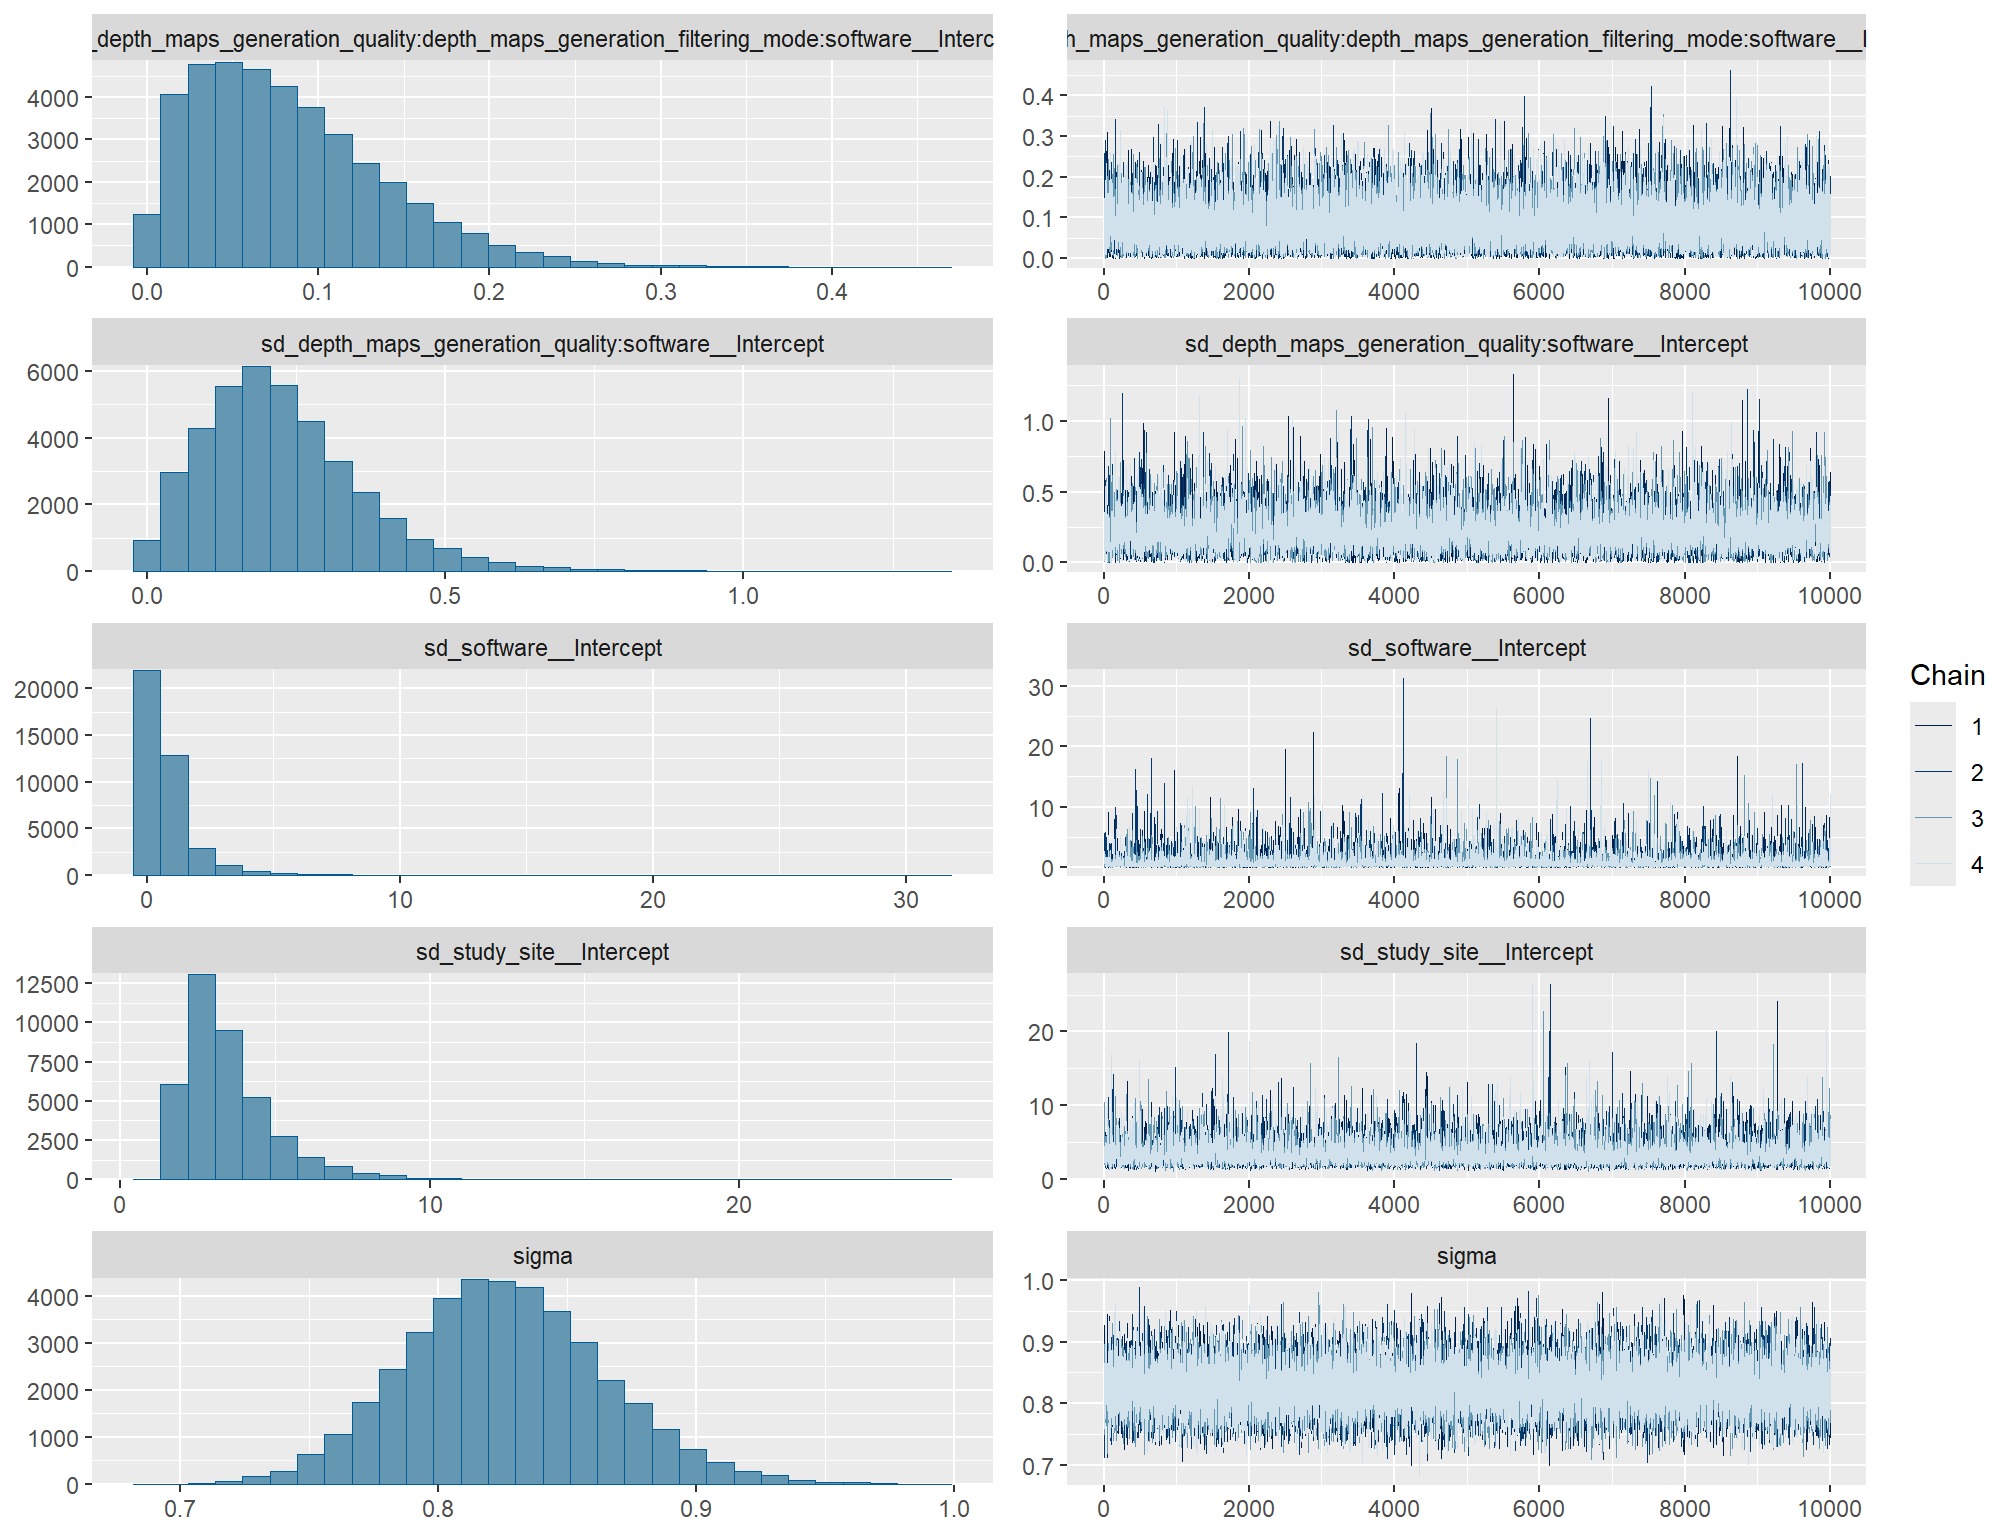 _depth_maps_generation_quality:depth_maps_generation_filtering_mode:software__Interc
4000
3000
2000
1000
0
0.0 0.1 0.2 0.3 0.4
h_maps_generation_quality:depth_maps_generation_filtering_mode:software__I
0.4
0.3
0.2
0.1
0.0
0 2000 4000 6000 8000 10000
sd_depth_maps_generation_quality:software__Intercept
6000
4000
2000
0
0.0 0.5 1.0
sd_depth_maps_generation_quality:software__Intercept
1.0
0.5
0.0
0 2000 4000 6000 8000 10000
sd_software__Intercept
20000
15000
10000
5000
0
0 10 20 30
sd_software__Intercept
30
20
10
0
0 2000 4000 6000 8000 10000
sd_study_site__Intercept
12500
10000
7500
5000
2500
0
0 10 20
sd_study_site__Intercept
20
10
0
0 2000 4000 6000 8000 10000
sigma
4000
3000
2000
1000
0
0.7 0.8 0.9 1.0
sigma
1.0
0.9
0.8
0.7
0 2000 4000 6000 8000 10000
Chain
1
2
3
4